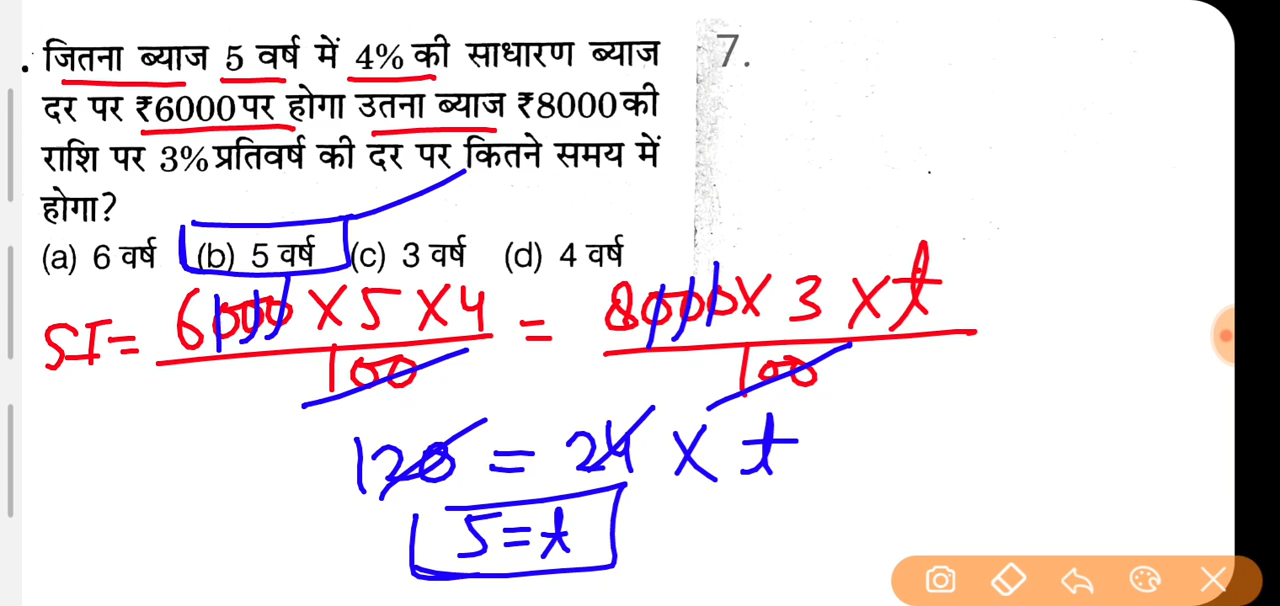 . जितना ब्याज 5 वर्ष में 4% की साधारण ब्याज
दर पर ₹6000 पर होगा उतना ब्याज ₹8000 की
राशि पर 3% प्रतिवर्ष की दर पर कितने समय में
होगा?
(a) 6 वर्ष (b) 5 वर्ष (c) 3 वर्ष (d) 4 वर्ष
7.
SI = 6000 × 5 × 4 = 8000 × 3 × t
100 100
120 = 24 × t
5 = t